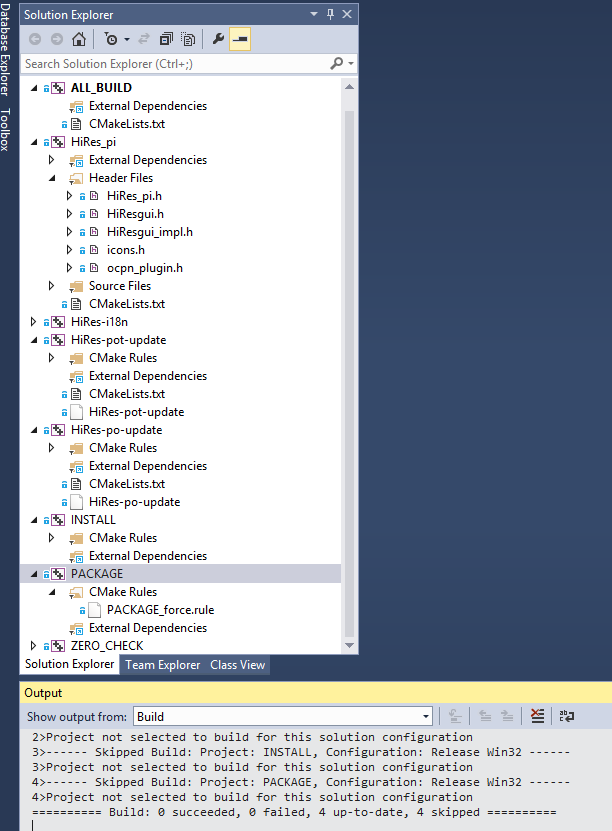 Database Explorer
Toolbox
Solution Explorer
Search Solution Explorer (Ctrl+;)
ALL_BUILD
External Dependencies
CMakeLists.txt
HiRes_pi
External Dependencies
Header Files
HiRes_pi.h
HiResgui.h
HiResgui_impl.h
icons.h
ocpn_plugin.h
Source Files
CMakeLists.txt
HiRes-i18n
HiRes-pot-update
CMake Rules
External Dependencies
CMakeLists.txt
HiRes-pot-update
HiRes-po-update
CMake Rules
External Dependencies
CMakeLists.txt
HiRes-po-update
INSTALL
CMake Rules
External Dependencies
PACKAGE
CMake Rules
PACKAGE_force.rule
External Dependencies
ZERO_CHECK
Solution Explorer Team Explorer Class View
Output
Show output from: Build
2>Project not selected to build for this solution configuration
3>------ Skipped Build: Project: INSTALL, Configuration: Release Win32 ------
3>Project not selected to build for this solution configuration
4>------ Skipped Build: Project: PACKAGE, Configuration: Release Win32 ------
4>Project not selected to build for this solution configuration
========== Build: 0 succeeded, 0 failed, 4 up-to-date, 4 skipped ==========